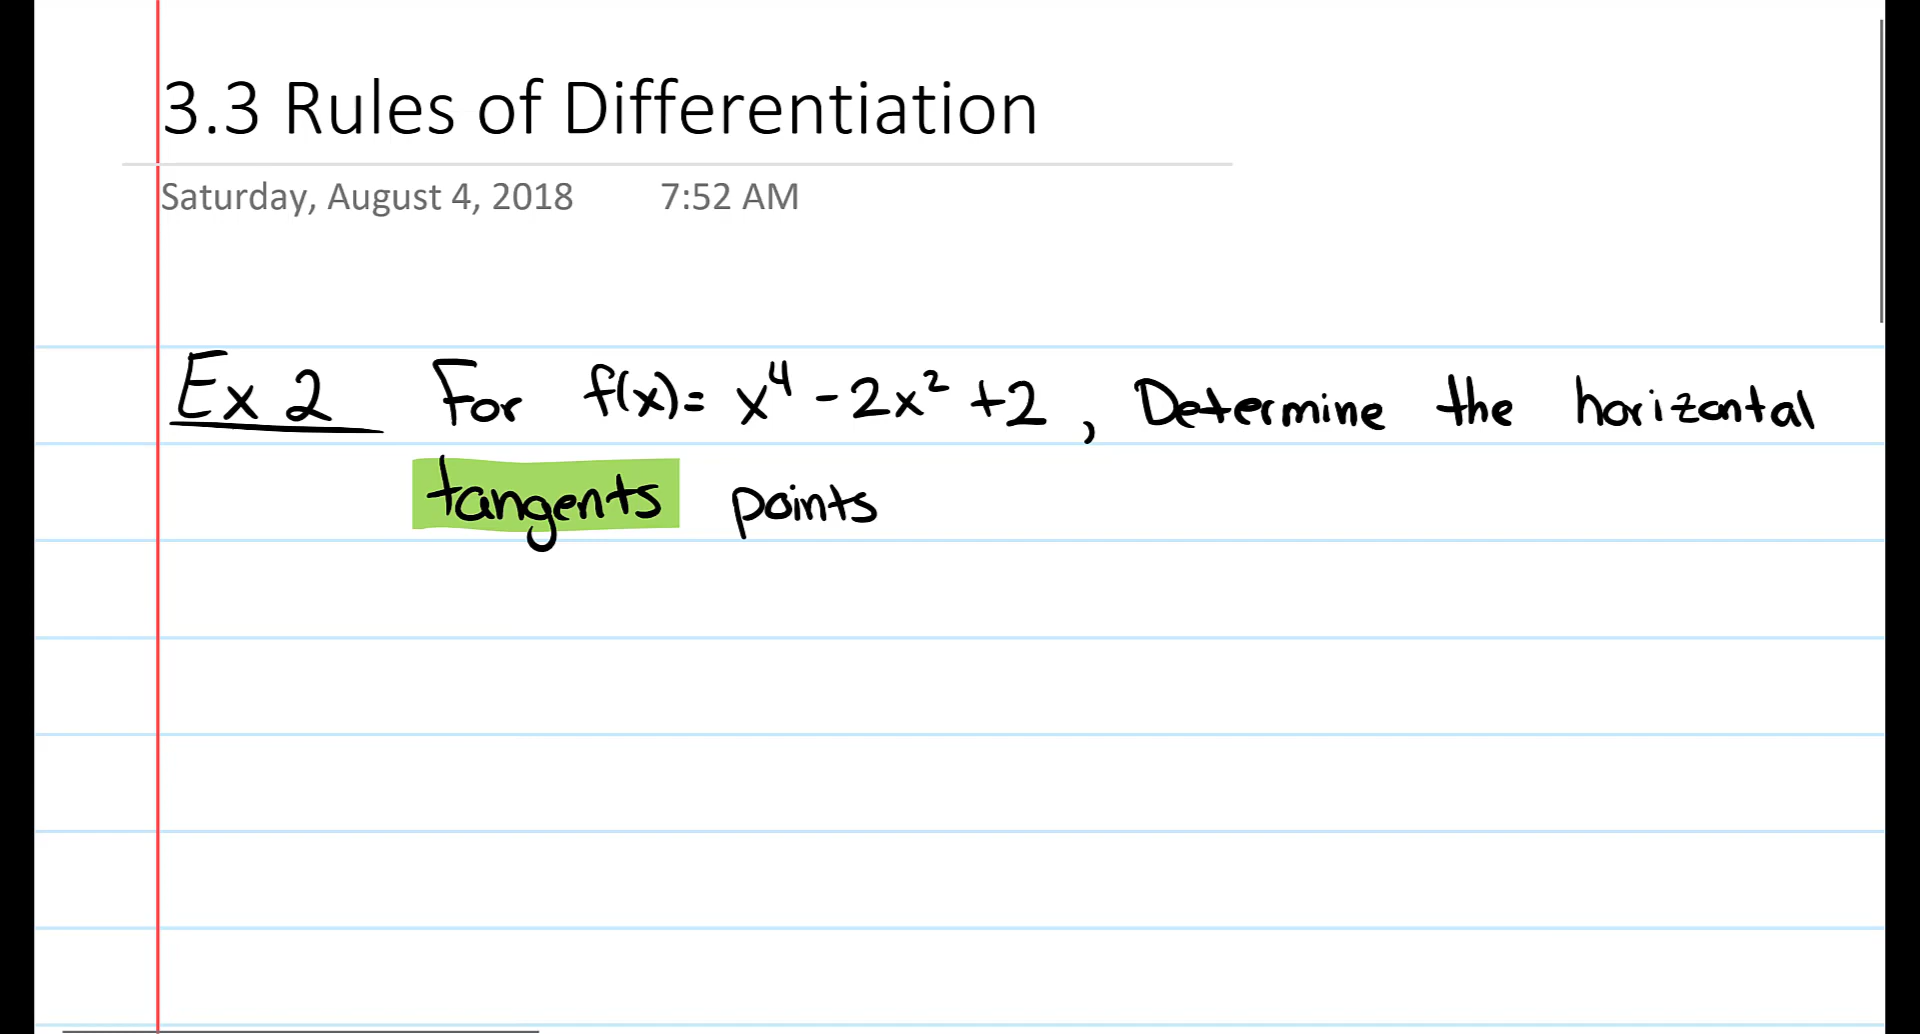 3.3 Rules of Differentiation
Saturday, August 4, 2018 7:52 AM
Ex 2 For f(x)= x⁴ - 2x² +2, Determine the horizontal
tangents points